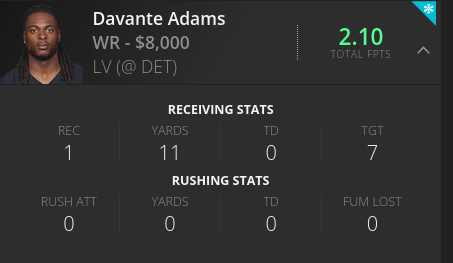 Davante Adams
WR - $8,000
LV (@ DET)
2.10
TOTAL FPTS
RECEIVING STATS
REC YARDS TD TGT
1 11 0 7
RUSHING STATS
RUSH ATT YARDS TD FUM LOST
0 0 0 0